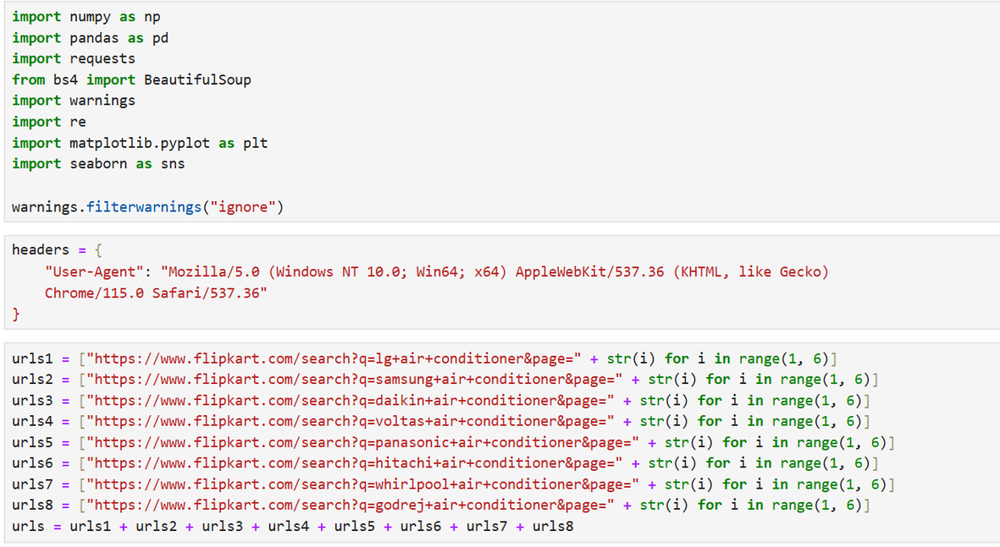 import numpy as np
import pandas as pd
import requests
from bs4 import BeautifulSoup
import warnings
import re
import matplotlib.pyplot as plt
import seaborn as sns
warnings.filterwarnings("ignore")
headers = {
    "User-Agent": "Mozilla/5.0 (Windows NT 10.0; Win64; x64) AppleWebKit/537.36 (KHTML, like Gecko)
    Chrome/115.0 Safari/537.36"
}
urls1 = ["https://www.flipkart.com/search?q=lg+air+conditioner&page=" + str(i) for i in range(1, 6)]
urls2 = ["https://www.flipkart.com/search?q=samsung+air+conditioner&page=" + str(i) for i in range(1, 6)]
urls3 = ["https://www.flipkart.com/search?q=daikin+air+conditioner&page=" + str(i) for i in range(1, 6)]
urls4 = ["https://www.flipkart.com/search?q=voltas+air+conditioner&page=" + str(i) for i in range(1, 6)]
urls5 = ["https://www.flipkart.com/search?q=panasonic+air+conditioner&page=" + str(i) for i in range(1, 6)]
urls6 = ["https://www.flipkart.com/search?q=hitachi+air+conditioner&page=" + str(i) for i in range(1, 6)]
urls7 = ["https://www.flipkart.com/search?q=whirlpool+air+conditioner&page=" + str(i) for i in range(1, 6)]
urls8 = ["https://www.flipkart.com/search?q=godrej+air+conditioner&page=" + str(i) for i in range(1, 6)]
urls = urls1 + urls2 + urls3 + urls4 + urls5 + urls6 + urls7 + urls8